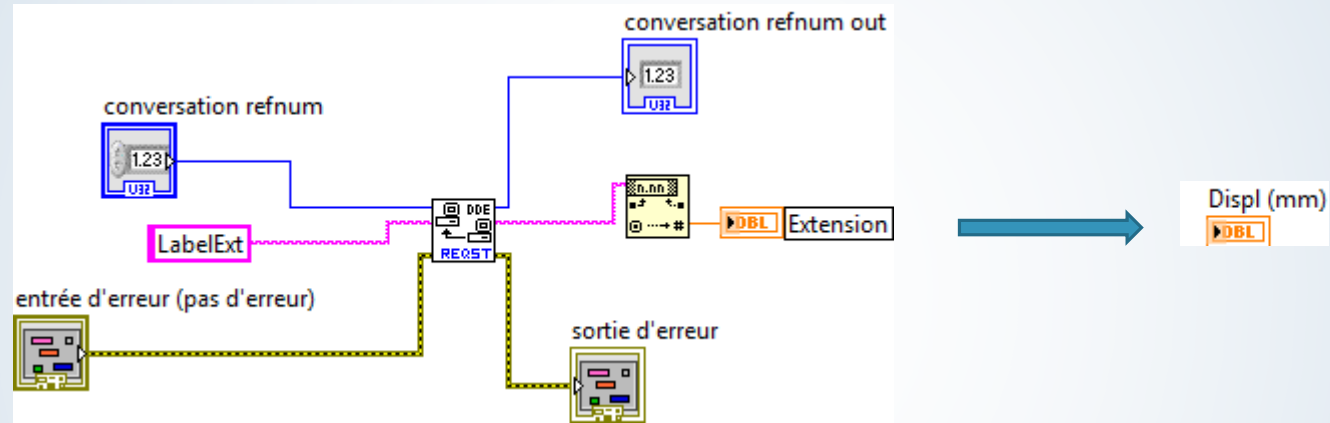 conversation refnum out
1.23
U32
conversation refnum
1.23
U32
n.nn
DDE
REQST
LabelExt
DBL
Extension
Displ (mm)
DBL
entrée d'erreur (pas d'erreur)
sortie d'erreur